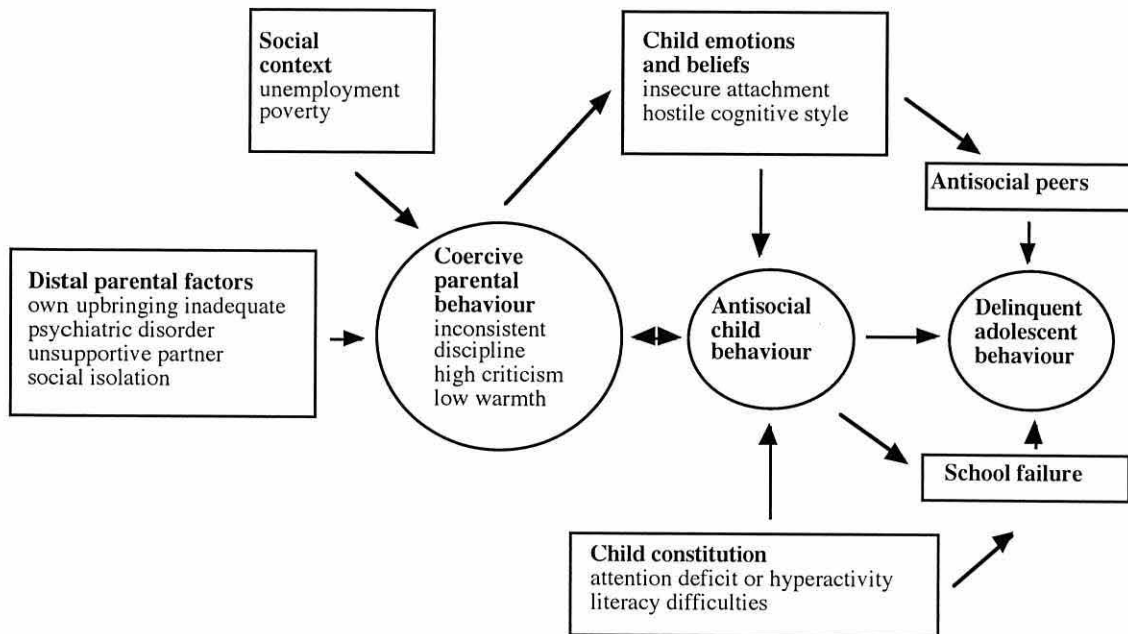 Social
context
unemployment
poverty
Child emotions
and beliefs
insecure attachment
hostile cognitive style
Antisocial peers
Distal parental factors
own upbringing inadequate
psychiatric disorder
unsupportive partner
social isolation
Coercive
parental
behaviour
inconsistent
discipline
high criticism
low warmth
Antisocial
child
behaviour
Delinquent
adolescent
behaviour
School failure
Child constitution
attention deficit or hyperactivity
literacy difficulties